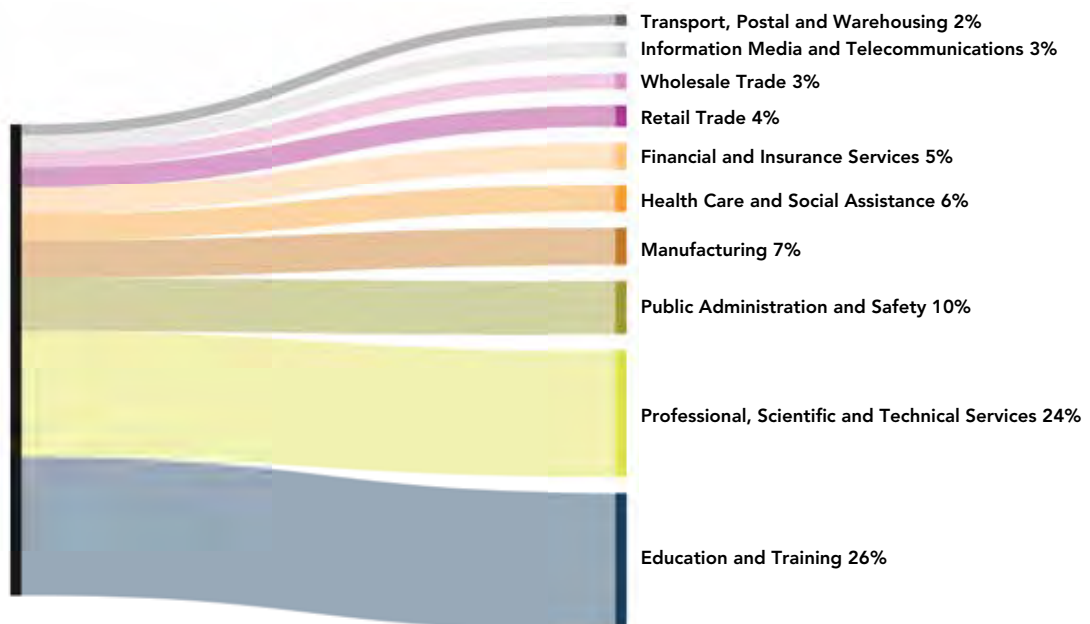 Transport, Postal and Warehousing 2%
Information Media and Telecommunications 3%
Wholesale Trade 3%
Retail Trade 4%
Financial and Insurance Services 5%
Health Care and Social Assistance 6%
Manufacturing 7%
Public Administration and Safety 10%
Professional, Scientific and Technical Services 24%
Education and Training 26%